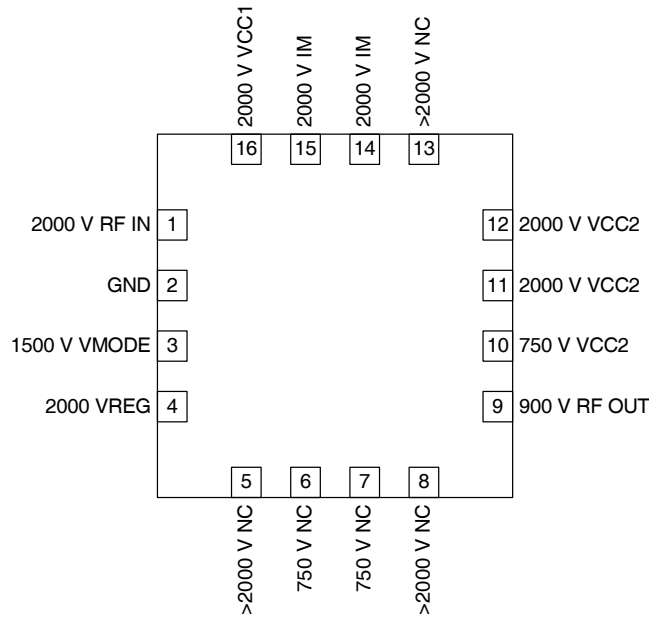 2000 V VCC1
2000 V IM
2000 V IM
>2000 V NC
16
15
14
13
2000 V RF IN
1
12
2000 V VCC2
GND
2
11
2000 V VCC2
1500 V VMODE
3
10
750 V VCC2
2000 VREG
4
9
900 V RF OUT
5
6
7
8
>2000 V NC
750 V NC
750 V NC
>2000 V NC